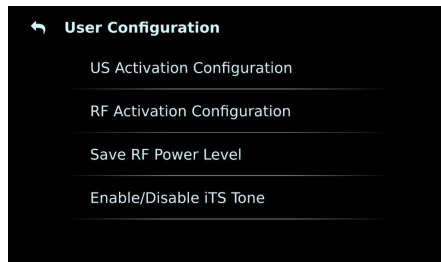 User Configuration
US Activation Configuration
RF Activation Configuration
Save RF Power Level
Enable/Disable iTS Tone